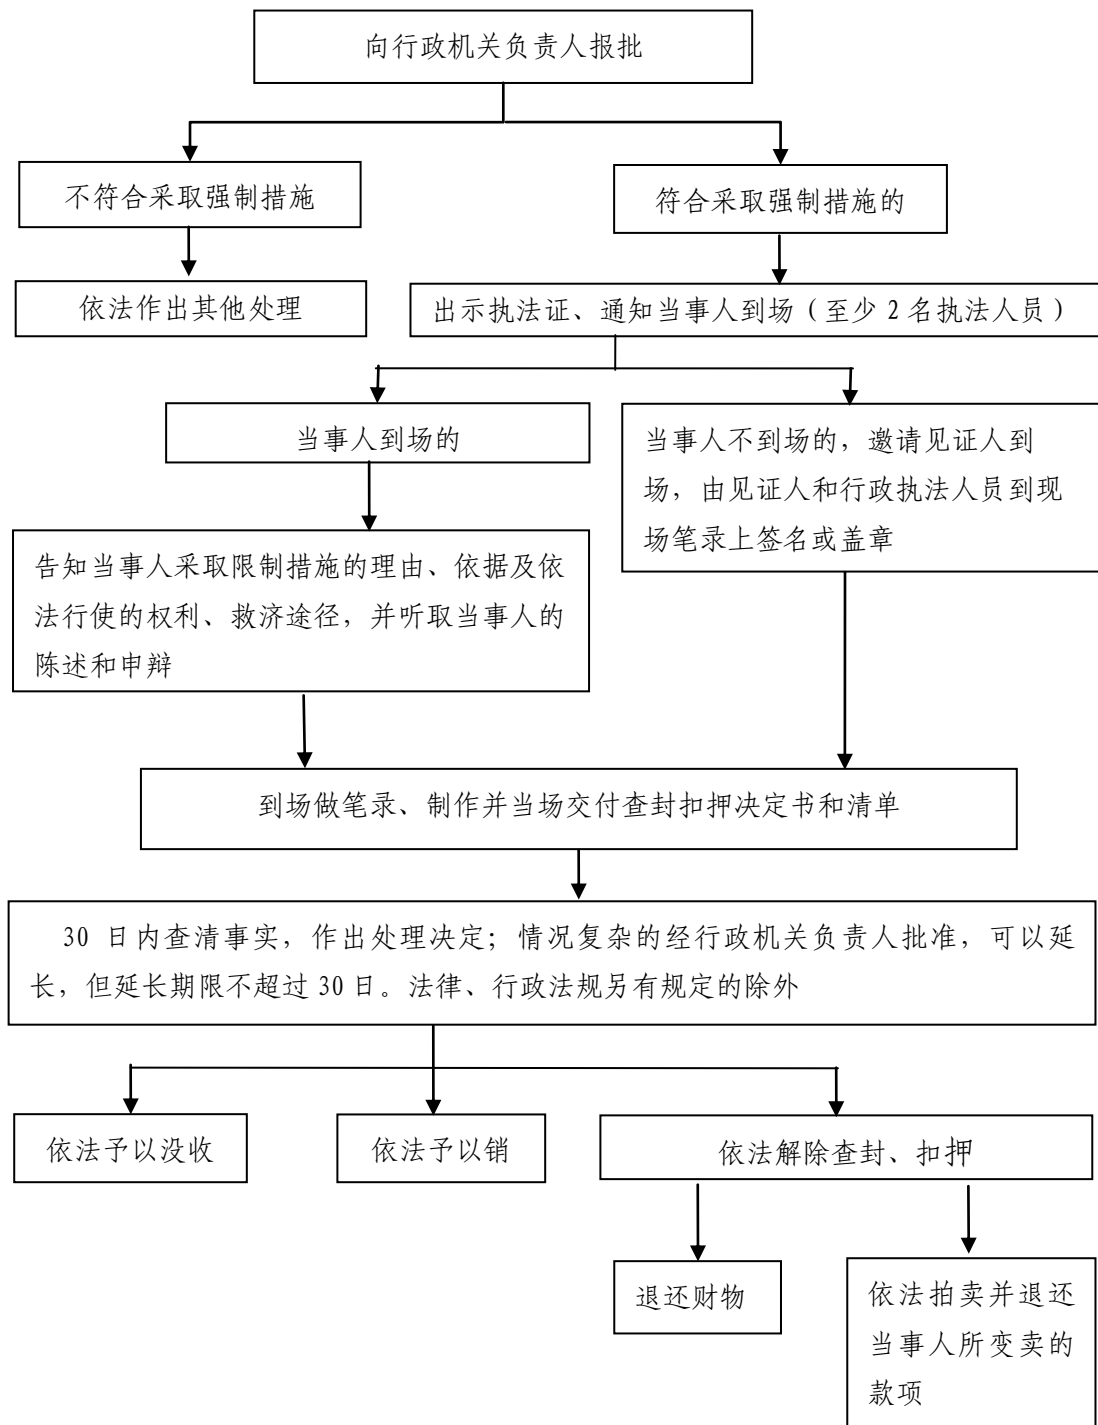 向行政机关负责人报批
不符合采取强制措施
符合采取强制措施的
依法作出其他处理
出示执法证、通知当事人到场（至少 2 名执法人员）
当事人到场的
当事人不到场的，邀请见证人到
场，由见证人和行政执法人员到现
场笔录上签名或盖章
告知当事人采取限制措施的理由、依据及依
法行使的权利、救济途径，并听取当事人的
陈述和申辩
到场做笔录、制作并当场交付查封扣押决定书和清单
30 日内查清事实，作出处理决定；情况复杂的经行政机关负责人批准，可以延
长，但延长期限不超过 30 日。法律、行政法规另有规定的除外
依法予以没收
依法予以销
依法解除查封、扣押
退还财物
依法拍卖并退还
当事人所变卖的
款项